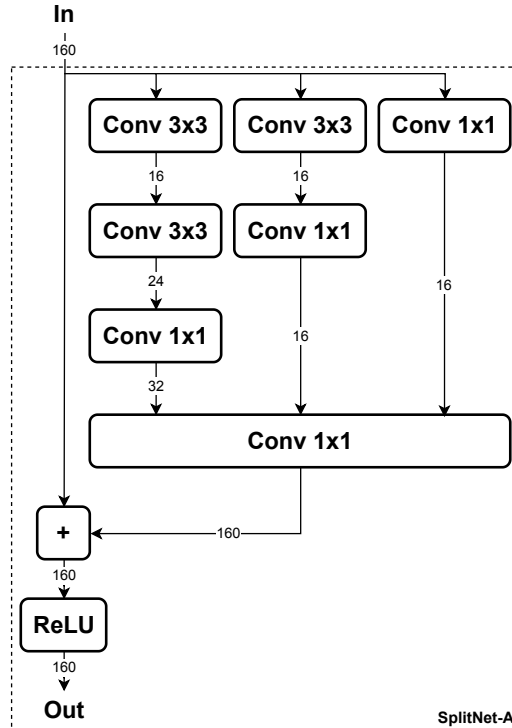 In
160
Conv 3x3 Conv 3x3 Conv 1x1
16 16
Conv 3x3 Conv 1x1
24 16
Conv 1x1 16
32
Conv 1x1
+ 160
160
ReLU
160
Out
SplitNet-A